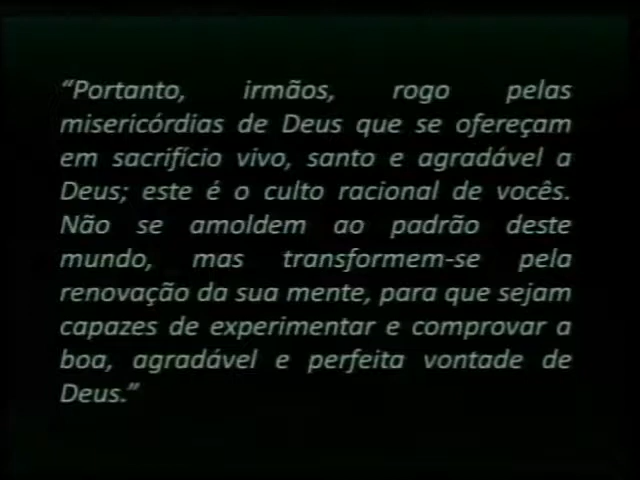 “Portanto, irmãos, rogo pelas
misericórdias de Deus que se ofereçam
em sacrifício vivo, santo e agradável a
Deus; este é o culto racional de vocês.
Não se amoldem ao padrão deste
mundo, mas transformem-se pela
renovação da sua mente, para que sejam
capazes de experimentar e comprovar a
boa, agradável e perfeita vontade de
Deus.”